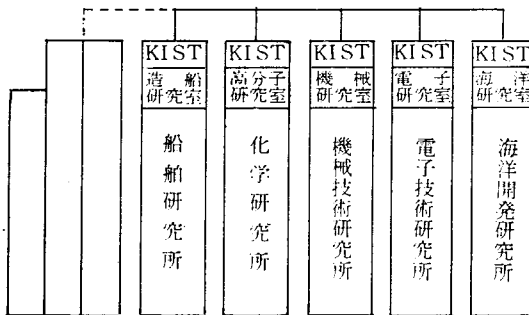 KIST
造船
研究室
船舶研究所
KIST
高分子
研究室
化学研究所
KIST
機械
研究室
機械技術研究所
KIST
電子
研究室
電子技術研究所
KIST
海洋
研究室
海洋開発研究所